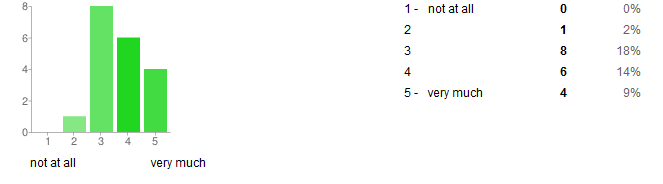 8
6
4
2
0
1 2 3 4 5
not at all very much
1 - not at all 0 0%
2 1 2%
3 8 18%
4 6 14%
5 - very much 4 9%